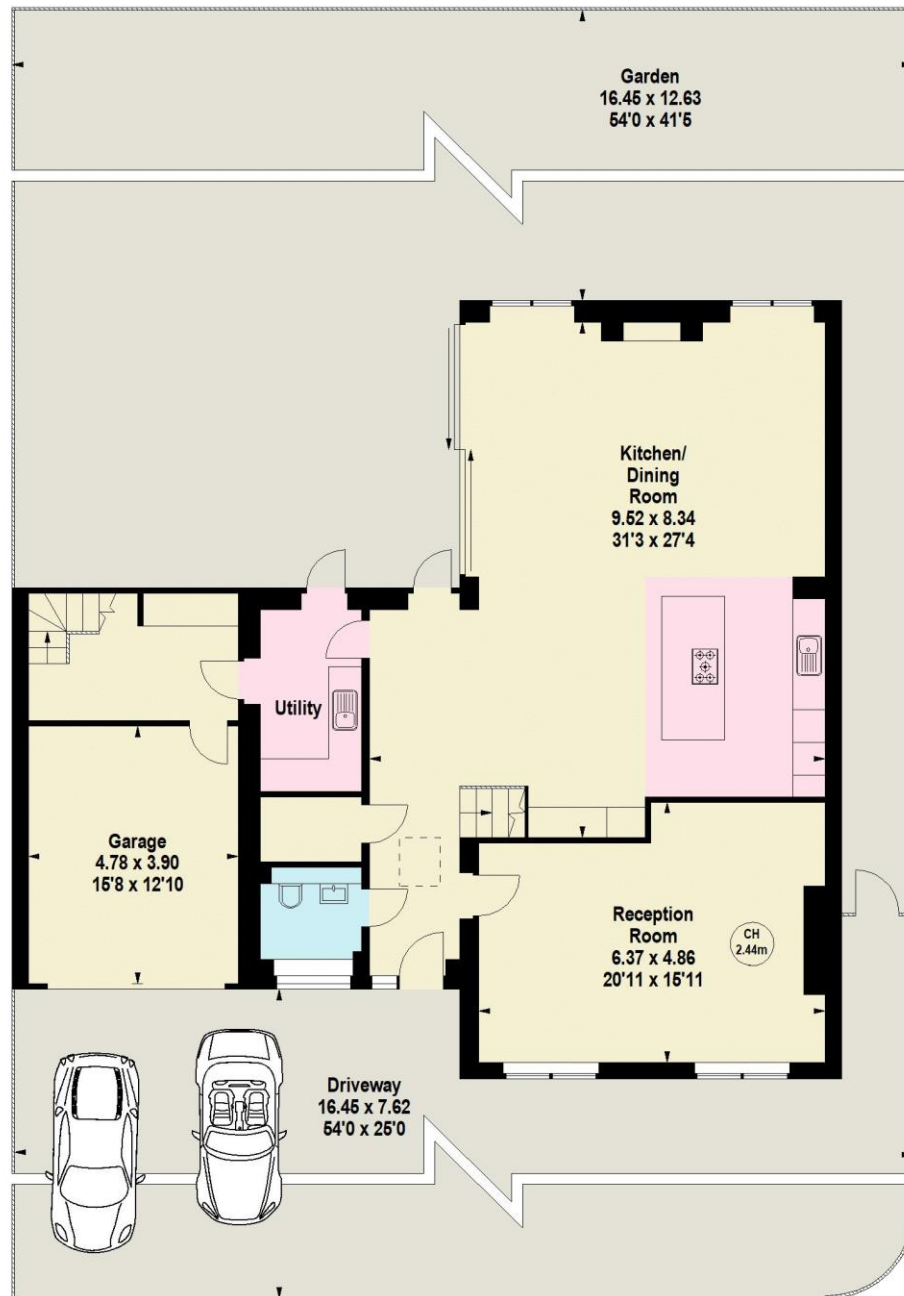 Garden
16.45 x 12.63
54'0 x 41'5
Kitchen/
Dining
Room
9.52 x 8.34
31'3 x 27'4
Utility
Garage
4.78 x 3.90
15'8 x 12'10
Reception
Room
6.37 x 4.86
20'11 x 15'11
CH
2.44m
Driveway
16.45 x 7.62
54'0 x 25'0